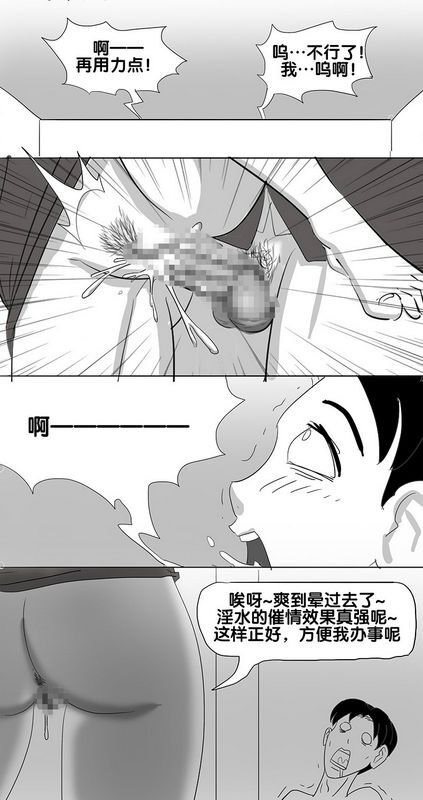 啊——
再用力点！
呜…不行了！
我…呜啊！
啊——————
唉呀~爽到晕过去了~
淫水的催情效果真强呢~
这样正好，方便我办事呢